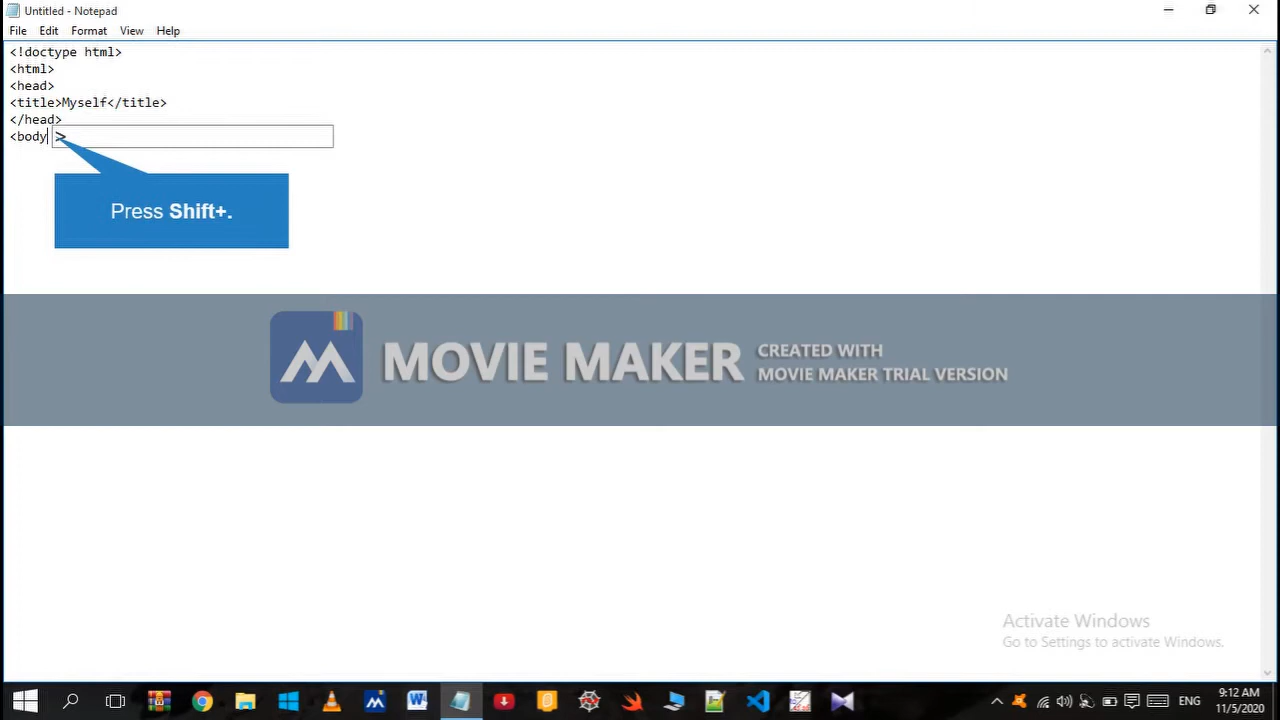 Untitled - Notepad
File Edit Format View Help
<!doctype html>
<html>
<head>
<title>Myself</title>
</head>
<body >
Press Shift+.
MOVIE MAKER
CREATED WITH
MOVIE MAKER TRIAL VERSION
Activate Windows
Go to Settings to activate Windows.
ENG
9:12 AM
11/5/2020